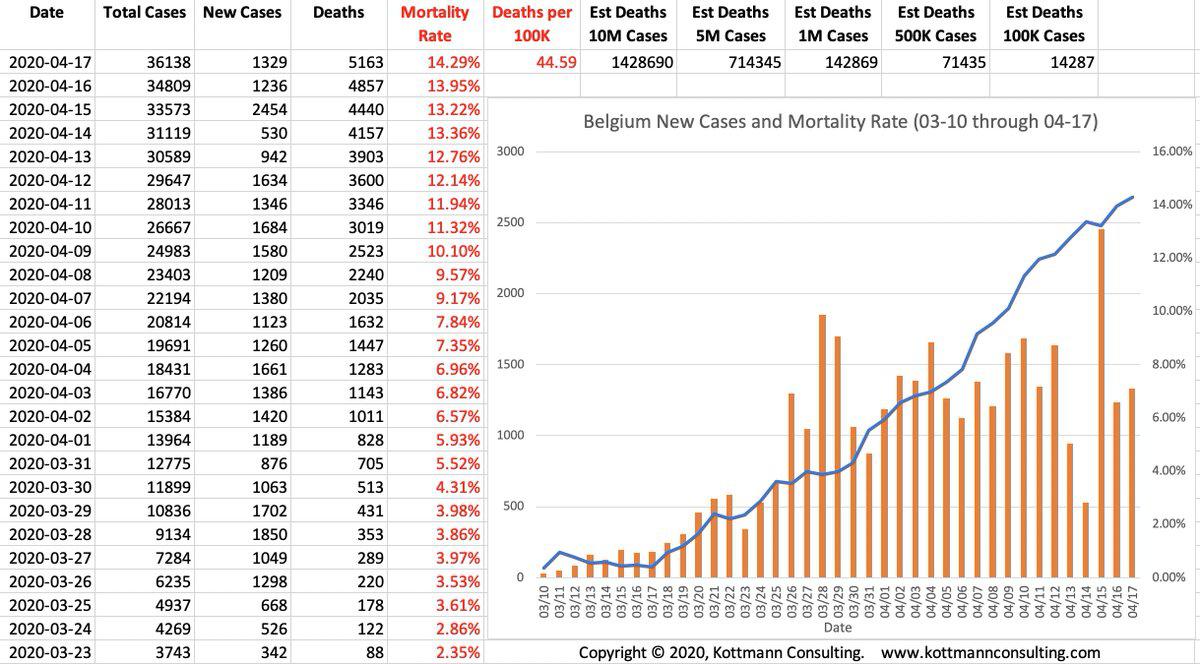 Date Total Cases New Cases Deaths Mortality Rate Deaths per 100K Est Deaths 10M Cases Est Deaths 5M Cases Est Deaths 1M Cases Est Deaths 500K Cases Est Deaths 100K Cases
2020-04-17 36138 1329 5163 14.29% 44.59 1428690 714345 142869 71435 14287
2020-04-16 34809 1236 4857 13.95%
2020-04-15 33573 2454 4440 13.22%
2020-04-14 31119 530 4157 13.36%
2020-04-13 30589 942 3903 12.76%
2020-04-12 29647 1634 3600 12.14%
2020-04-11 28013 1346 3346 11.94%
2020-04-10 26667 1684 3019 11.32%
2020-04-09 24983 1580 2523 10.10%
2020-04-08 23403 1209 2240 9.57%
2020-04-07 22194 1380 2035 9.17%
2020-04-06 20814 1123 1632 7.84%
2020-04-05 19691 1260 1447 7.35%
2020-04-04 18431 1661 1283 6.96%
2020-04-03 16770 1386 1143 6.82%
2020-04-02 15384 1420 1011 6.57%
2020-04-01 13964 1189 828 5.93%
2020-03-31 12775 876 705 5.52%
2020-03-30 11899 1063 513 4.31%
2020-03-29 10836 1702 431 3.98%
2020-03-28 9134 1850 353 3.86%
2020-03-27 7284 1049 289 3.97%
2020-03-26 6235 1298 220 3.53%
2020-03-25 4937 668 178 3.61%
2020-03-24 4269 526 122 2.86%
2020-03-23 3743 342 88 2.35%
Belgium New Cases and Mortality Rate (03-10 through 04-17)
3000
2500
2000
1500
1000
500
0
16.00%
14.00%
12.00%
10.00%
8.00%
6.00%
4.00%
2.00%
0.00%
03/10 03/11 03/12 03/13 03/14 03/15 03/16 03/17 03/18 03/19 03/20 03/21 03/22 03/23 03/24 03/25 03/26 03/27 03/28 03/29 03/30 03/31 04/01 04/02 04/03 04/04 04/05 04/06 04/07 04/08 04/09 04/10 04/11 04/12 04/13 04/14 04/15 04/16 04/17
Date
Copyright © 2020, Kottmann Consulting. www.kottmannconsulting.com